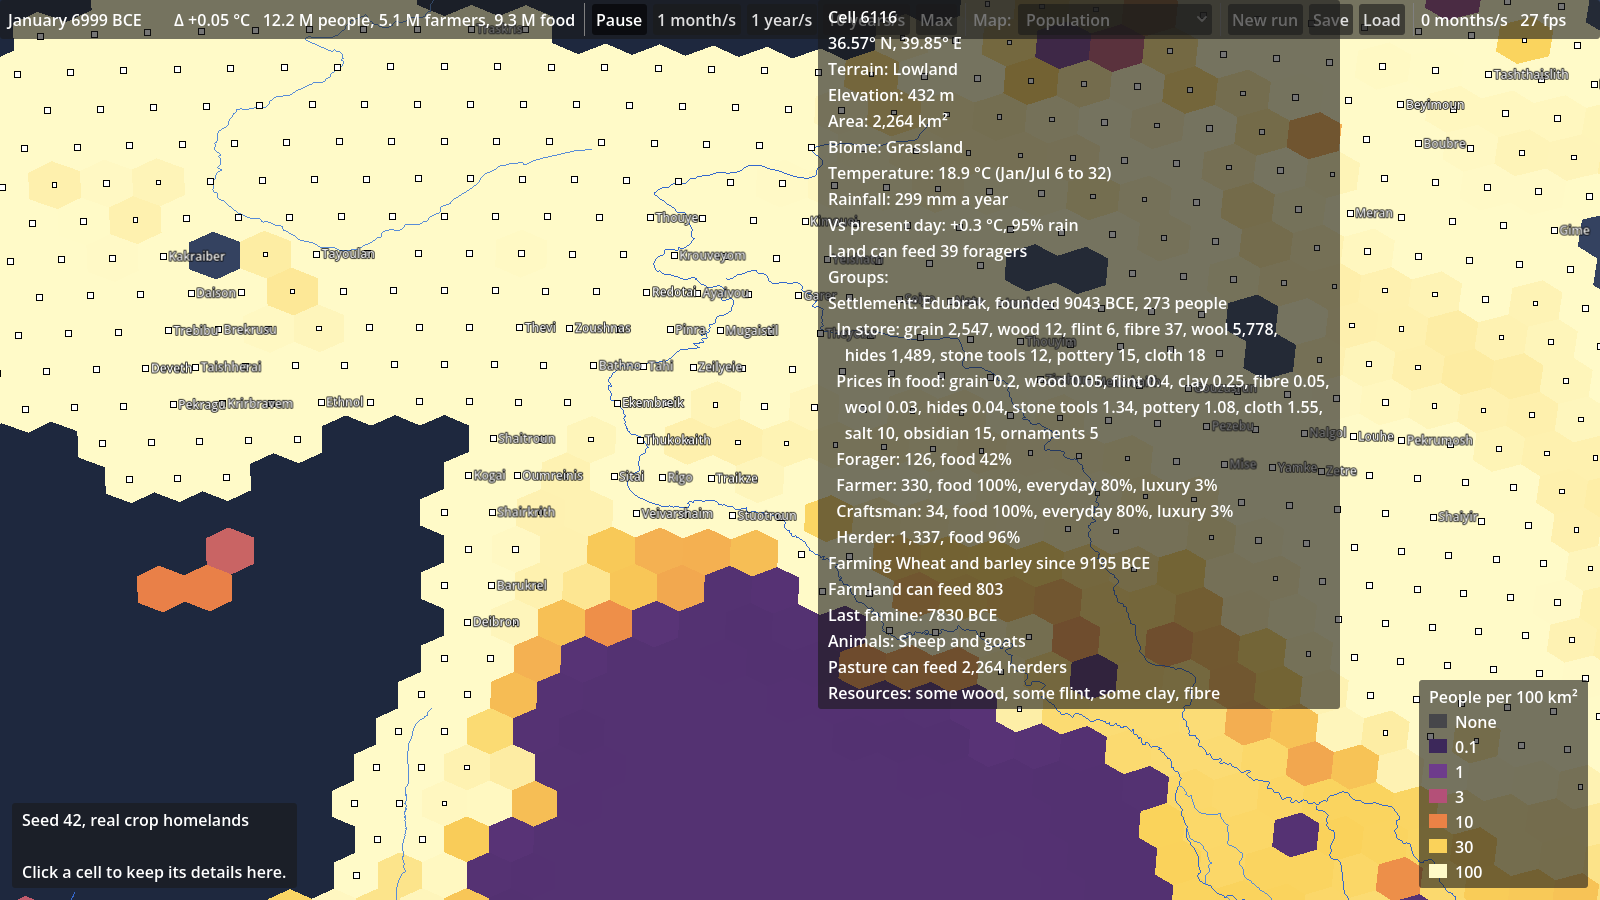 January 6999 BCE
Δ +0.05 °C
12.2 M people, 5.1 M farmers, 9.3 M food
Pause
1 month/s
1 year/s
Max
Map:
Population
New run
Save
Load
0 months/s
27 fps
Cell 6116
36.57° N, 39.85° E
Terrain: Lowland
Elevation: 432 m
Area: 2,264 km²
Biome: Grassland
Temperature: 18.9 °C (Jan/Jul 6 to 32)
Rainfall: 299 mm a year
Vs present day: +0.3 °C, 95% rain
Land can feed 39 foragers
Groups:
Settlement: Edubrak, founded 9043 BCE, 273 people
In store: grain 2,547, wood 12, flint 6, fibre 37, wool 5,778,
hides 1,489, stone tools 12, pottery 15, cloth 18
Prices in food: grain 0.2, wood 0.05, flint 0.4, clay 0.25, fibre 0.05,
wool 0.03, hides 0.04, stone tools 1.34, pottery 1.08, cloth 1.55,
salt 10, obsidian 15, ornaments 5
Forager: 126, food 42%
Farmer: 330, food 100%, everyday 80%, luxury 3%
Craftsman: 34, food 100%, everyday 80%, luxury 3%
Herder: 1,337, food 96%
Farming Wheat and barley since 9195 BCE
Farmland can feed 803
Last famine: 7830 BCE
Animals: Sheep and goats
Pasture can feed 2,264 herders
Resources: some wood, some flint, some clay, fibre
Tashthaislith
Beyimoun
Boubre
Meran
Gime
Thouye
Kakraiber
Tayoulan
Krouveyom
Daison
Redotai
Ayaivou
Trebibu
Brekrusu
Thevi
Zoushnas
Pinra
Mugaistil
Thouyim
Deveth
Taishherai
Bathno
Tahi
Zellyele
Pekragu
Krirbravem
Ethnol
Ekembreik
Pezebu
Nalgol
Louhe
Pekrumosh
Shaitroun
Thukokaith
Mise
Yamke
Zetre
Kogai
Oumreinis
Sitai
Rigo
Traikze
Shairkrith
Veivarshaim
Stuotroun
Shaiyir
Barukrel
Deibron
People per 100 km²
None
0.1
1
3
10
30
100
Seed 42, real crop homelands
Click a cell to keep its details here.